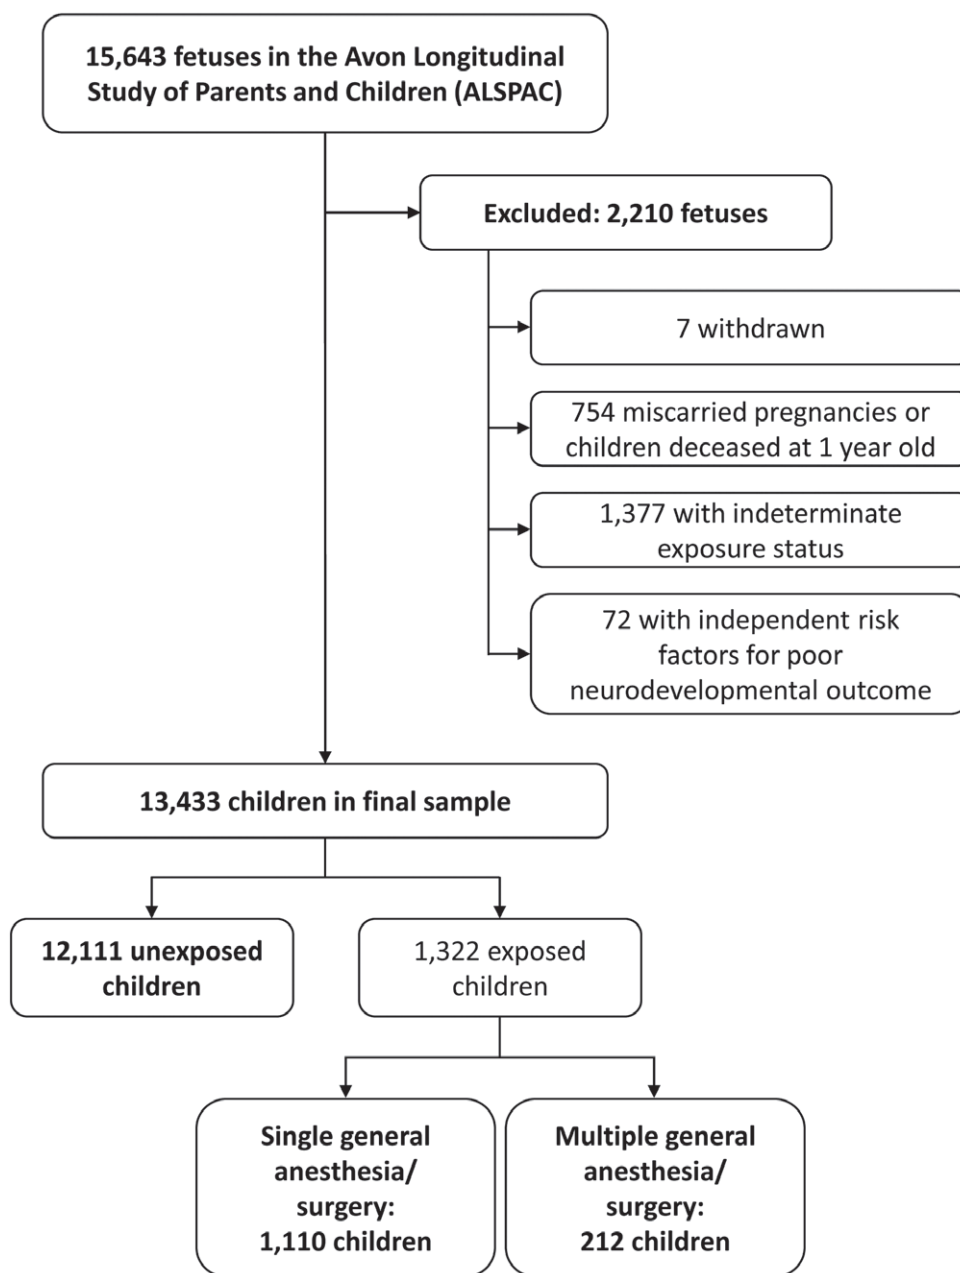 15,643 fetuses in the Avon Longitudinal
Study of Parents and Children (ALSPAC)
Excluded: 2,210 fetuses
7 withdrawn
754 miscarried pregnancies or
children deceased at 1 year old
1,377 with indeterminate
exposure status
72 with independent risk
factors for poor
neurodevelopmental outcome
13,433 children in final sample
12,111 unexposed
children
1,322 exposed
children
Single general
anesthesia/
surgery:
1,110 children
Multiple general
anesthesia/
surgery:
212 children